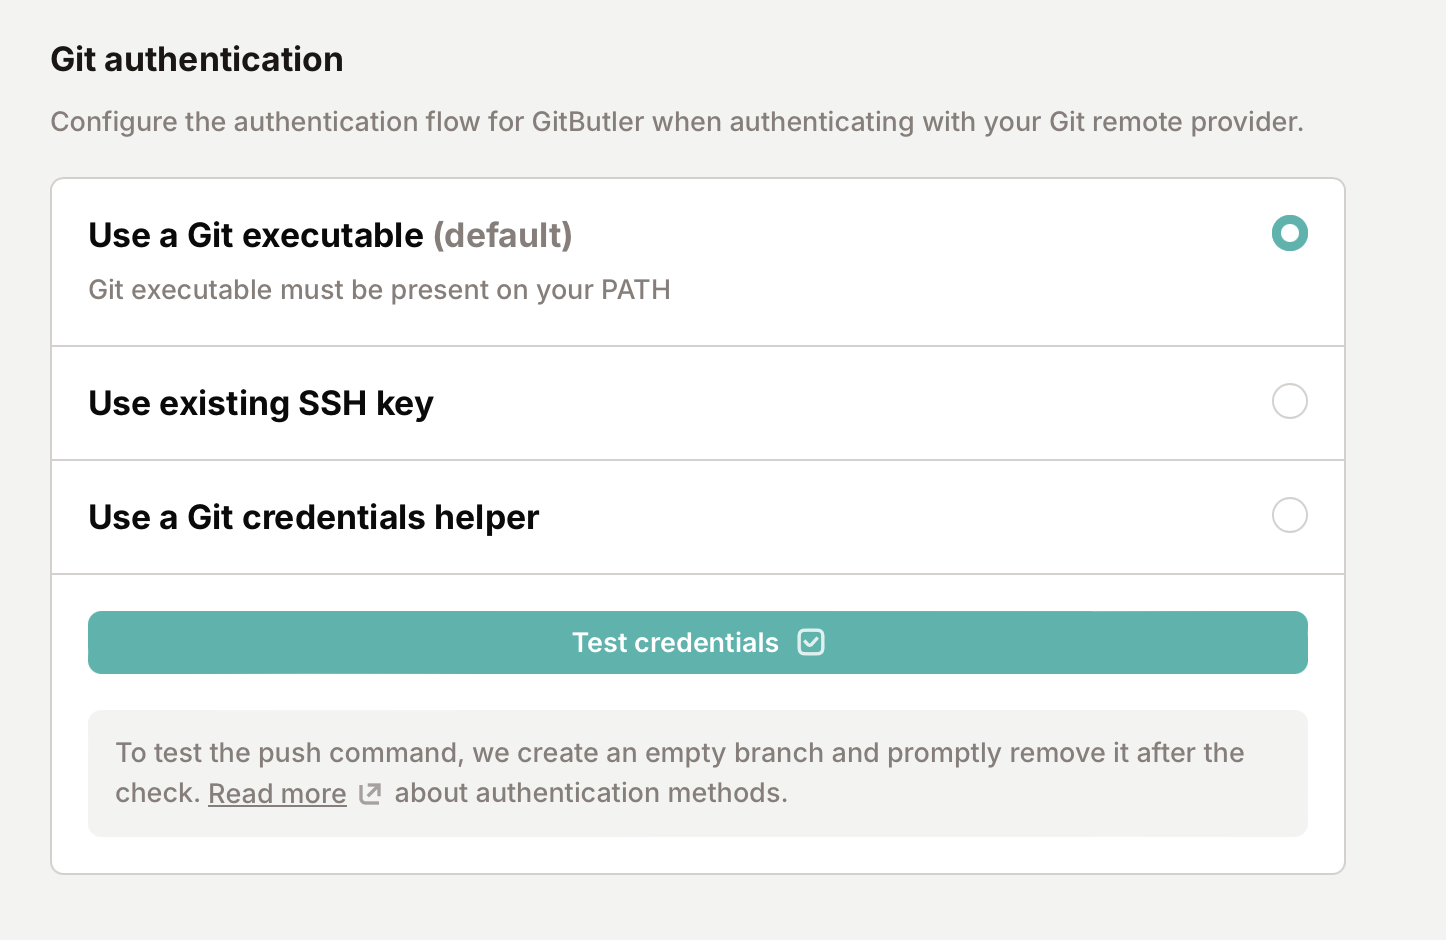 Git authentication
Configure the authentication flow for GitButler when authenticating with your Git remote provider.
Use a Git executable (default)
Git executable must be present on your PATH
Use existing SSH key
Use a Git credentials helper
Test credentials
To test the push command, we create an empty branch and promptly remove it after the
check. Read more about authentication methods.